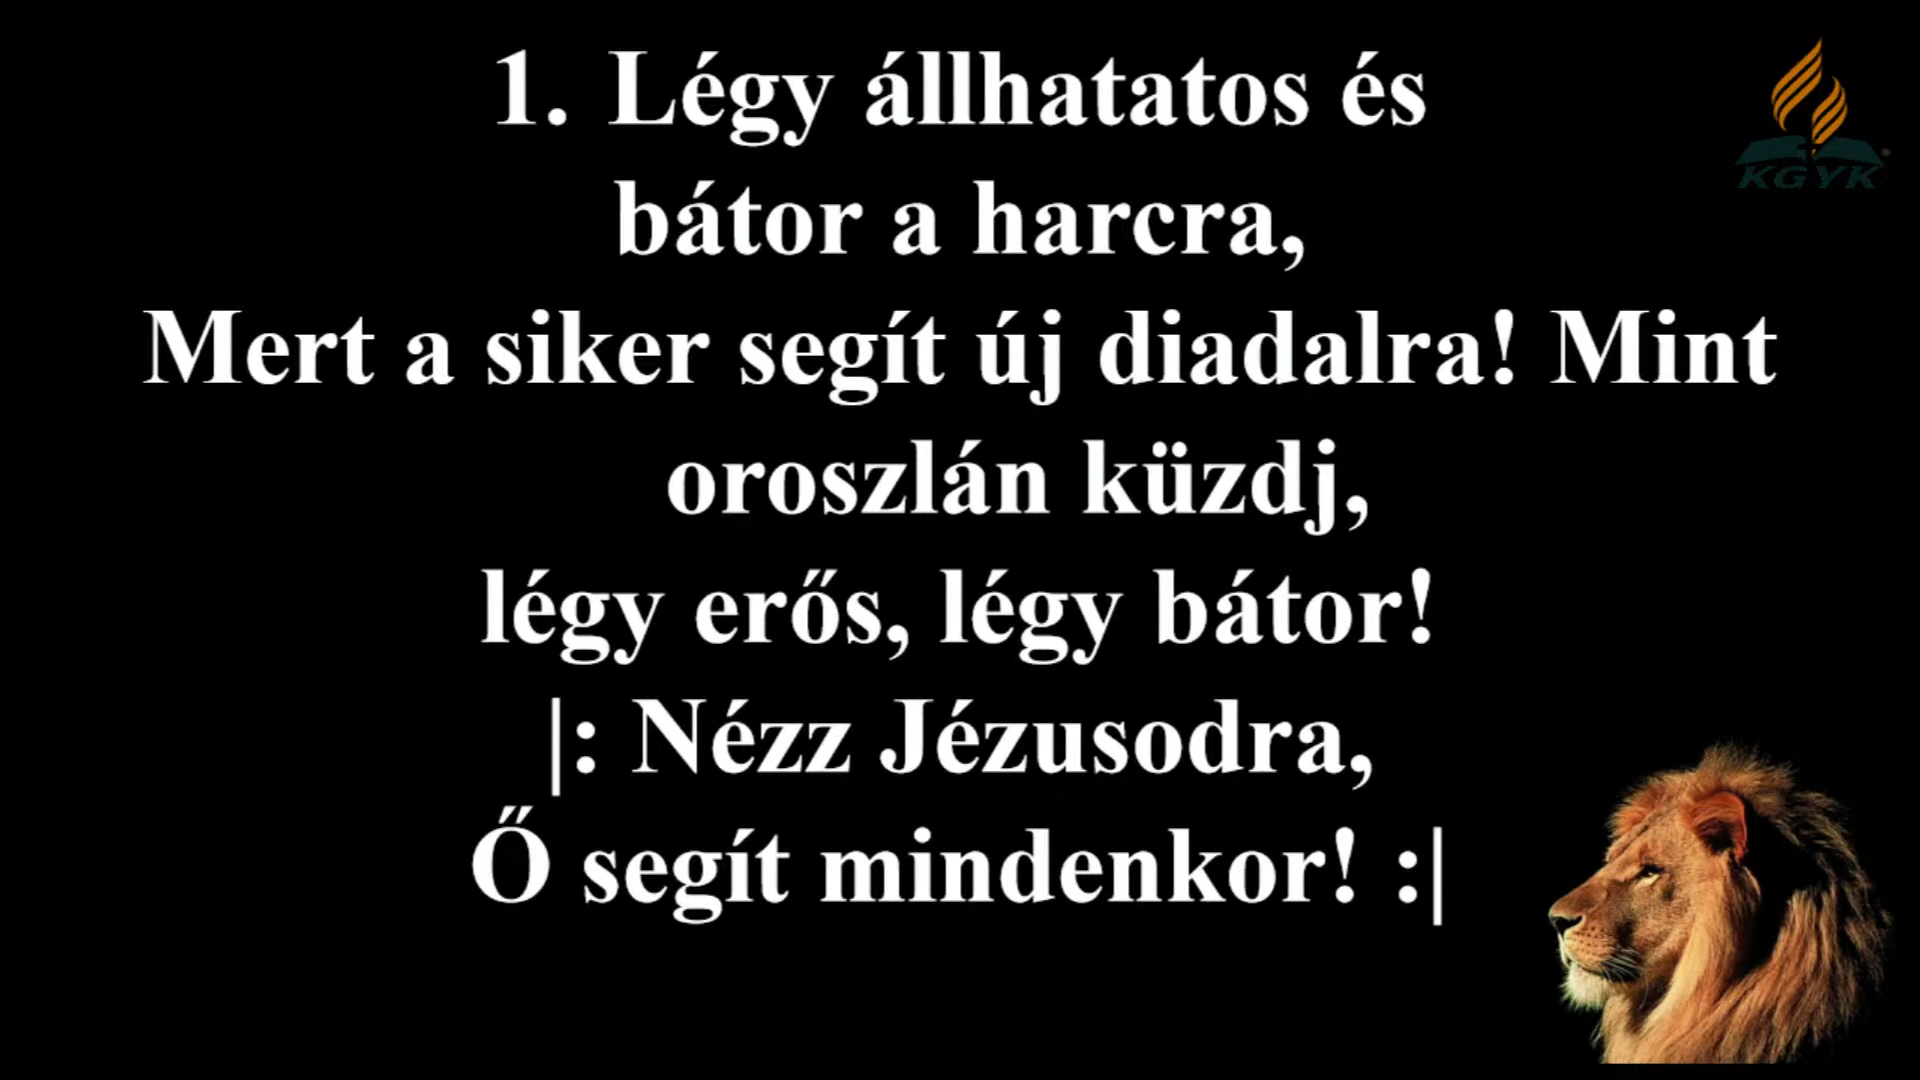 1. Légy állhatatos és
bátor a harcra,
Mert a siker segít új diadalra! Mint
oroszlán küzdj,
légy erős, légy bátor!
|: Nézz Jézusodra,
Ő segít mindenkor! :|
KGYK